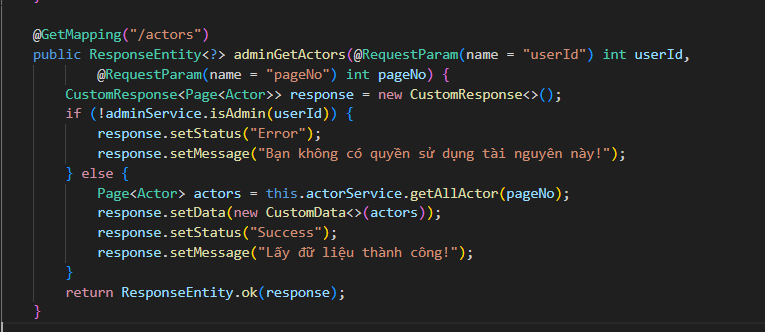 @GetMapping("/actors")
public ResponseEntity<?> adminGetActors(@RequestParam(name = "userId") int userId,
@RequestParam(name = "pageNo") int pageNo) {
CustomResponse<Page<Actor>> response = new CustomResponse<>();
if (!adminService.isAdmin(userId)) {
response.setStatus("Error");
response.setMessage("Bạn không có quyền sử dụng tài nguyên này!");
} else {
Page<Actor> actors = this.actorService.getAllActor(pageNo);
response.setData(new CustomData<>(actors));
response.setStatus("Success");
response.setMessage("Lấy đữ liệu thành công!");
}
return ResponseEntity.ok(response);
}